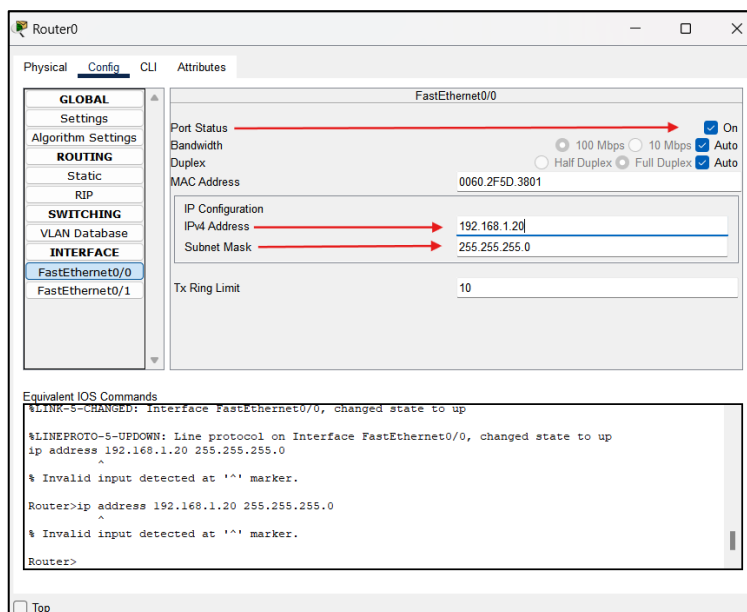 Router0
Physical Config CLI Attributes
GLOBAL
Settings
Algorithm Settings
ROUTING
Static
RIP
SWITCHING
VLAN Database
INTERFACE
FastEthernet0/0
FastEthernet0/1
FastEthernet0/0
Port Status On
Bandwidth 100 Mbps 10 Mbps Auto
Duplex Half Duplex Full Duplex Auto
MAC Address 0060.2F5D.3801
IP Configuration
IPv4 Address 192.168.1.20
Subnet Mask 255.255.255.0
Tx Ring Limit 10
Equivalent IOS Commands
%LINK-5-CHANGED: Interface FastEthernet0/0, changed state to up
%LINEPROTO-5-UPDOWN: Line protocol on Interface FastEthernet0/0, changed state to up
ip address 192.168.1.20 255.255.255.0
^
% Invalid input detected at '^' marker.
Router>ip address 192.168.1.20 255.255.255.0
^
% Invalid input detected at '^' marker.
Router>
Top